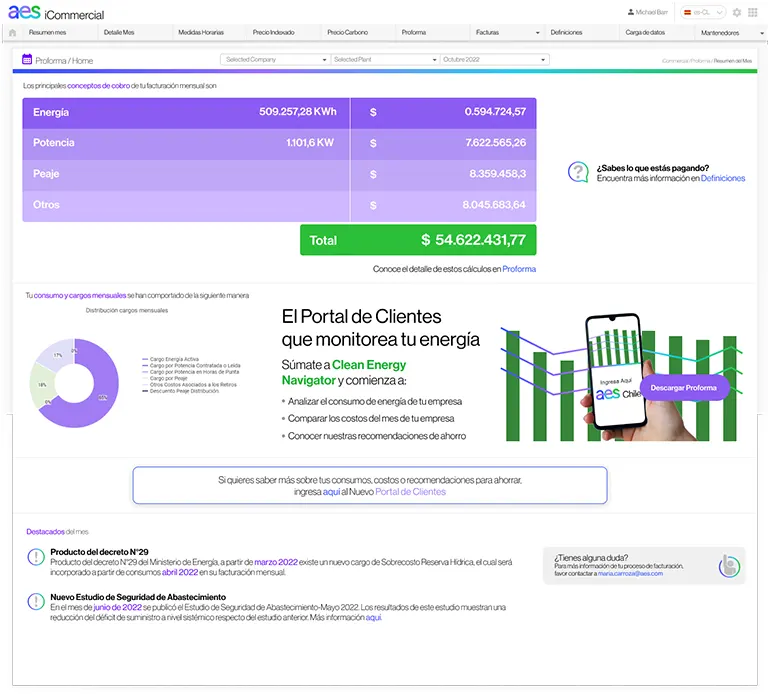 aes iCommercial
Michael Barr
es-CL
Resumen mes
Detalle Mes
Medidas Horarias
Precio Indexado
Precio Carbono
Proforma
Facturas
Definiciones
Carga de datos
Mantenedores
Proforma / Home
Selected Company
Selected Plant
Octubre 2022
iCommercial / Proforma / Resumen del Mes
Los principales conceptos de cobro de tu facturación mensual son
Energía 509.257,28 KWh $ 0.594.724,57
Potencia 1.101,6 KW $ 7.622.565,26
Peaje $ 8.359.458,3
Otros $ 8.045.683,64
Total $ 54.622.431,77
Conoce el detalle de estos cálculos en Proforma
¿Sabes lo que estás pagando?
Encuentra más información en Definiciones
Tu consumo y cargos mensuales se han comportado de la siguiente manera
Distribución cargos mensuales
17%
0%
18%
0%
Cargo Energía Activa
Cargo por Potencia Contratada o Leída
Cargo por Potencia en Horas de Punta
Cargo por Peaje
Otros Costos Asociados a los Retiros
Descuento Peaje Distribución
El Portal de Clientes
que monitorea tu energía
Súmate a Clean Energy
Navigator y comienza a:
• Analizar el consumo de energía de tu empresa
• Comparar los costos del mes de tu empresa
• Conocer nuestras recomendaciones de ahorro
Ingresa Aquí
aes Chile
Descargar Proforma
Si quieres saber más sobre tus consumos, costos o recomendaciones para ahorrar,
ingresa aquí al Nuevo Portal de Clientes
Destacados del mes
Producto del decreto N°29
Producto del decreto N°29 del Ministerio de Energía, a partir de marzo 2022 existe un nuevo cargo de Sobrecosto Reserva Hídrica, el cual será
incorporado a partir de consumos abril 2022 en su facturación mensual.
Nuevo Estudio de Seguridad de Abastecimiento
En el mes de junio de 2022 se publicó el Estudio de Seguridad de Abastecimiento-Mayo 2022. Los resultados de este estudio muestran una
reducción del déficit de suministro a nivel sistémico respecto del estudio anterior. Más información aquí.
¿Tienes alguna duda?
Para más información de tu proceso de facturación,
favor contactar a maria.carroza@aes.com